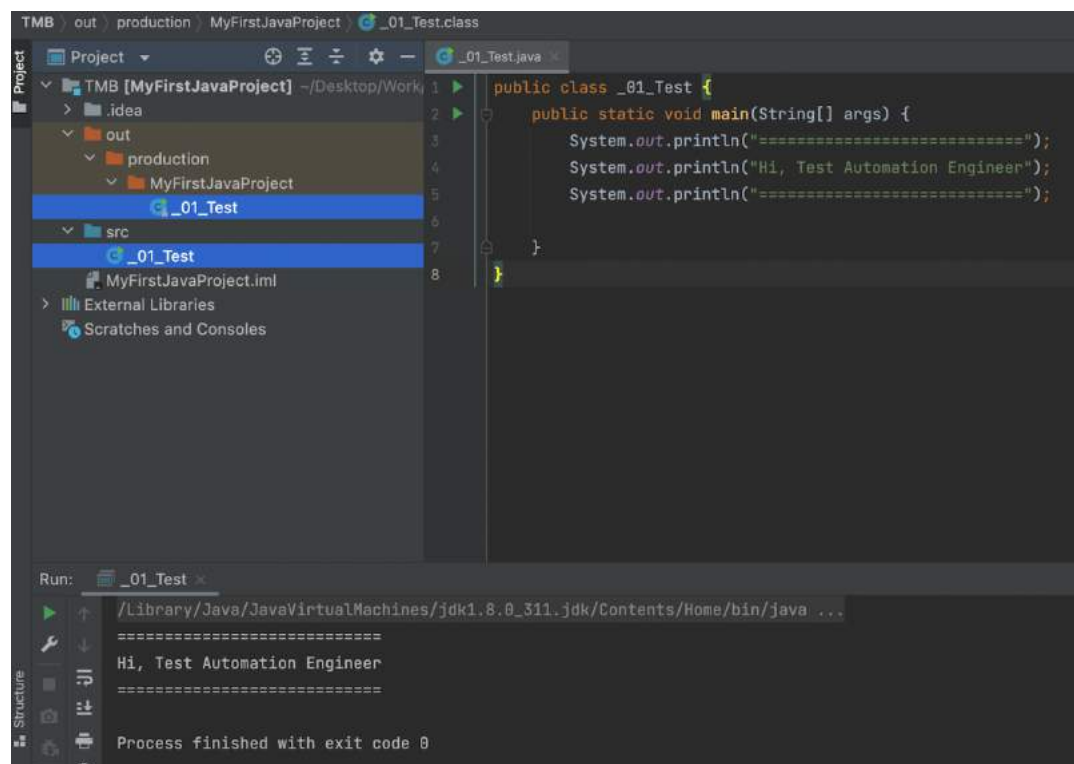 TMB out production MyFirstJavaProject _01_Test.class
Project
Project
_01_Test.java
TMB [MyFirstJavaProject] ~/Desktop/Work
.idea
out
production
MyFirstJavaProject
_01_Test
src
_01_Test
MyFirstJavaProject.iml
External Libraries
Scratches and Consoles
1 public class _01_Test {
2 public static void main(String[] args) {
3 System.out.println("============================");
4 System.out.println("Hi, Test Automation Engineer");
5 System.out.println("============================");
6
7 }
8 }
Run: _01_Test
/Library/Java/JavaVirtualMachines/jdk1.8.0_311.jdk/Contents/Home/bin/java ...
============================
Hi, Test Automation Engineer
============================
Process finished with exit code 0
Structure